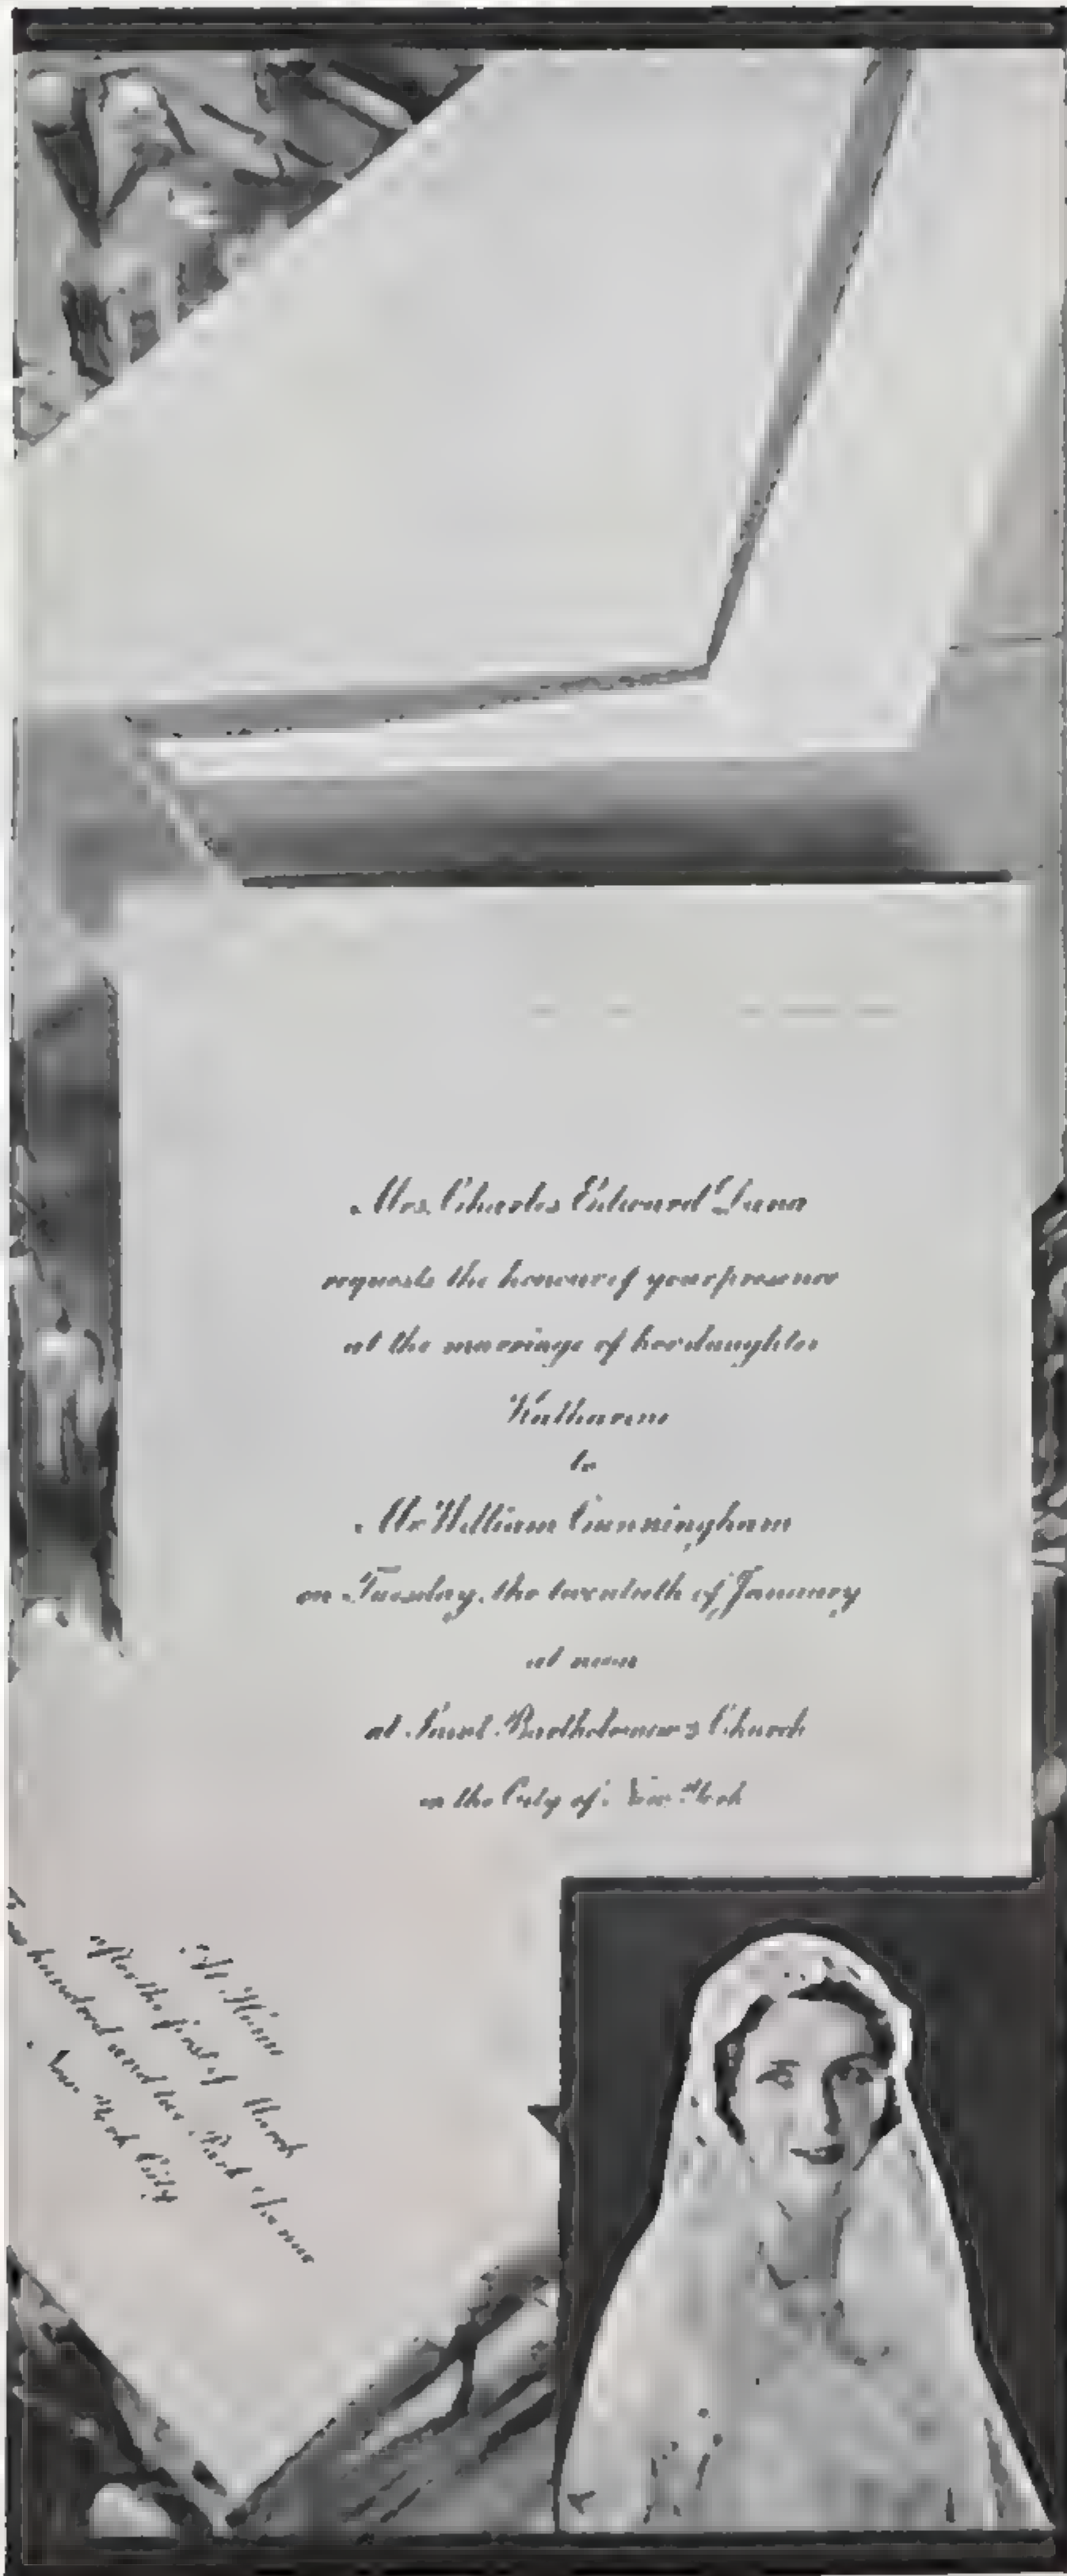 Mrs. Charles Edward Dana
requests the honour of your presence
at the marriage of her daughter
Katharine
to
Mr. William Cunningham
on Tuesday, the twentieth of January
at noon
at Saint Bartholomew's Church
in the City of New York
At Home
after the first of March
Two hundred and ten Park Avenue
New York City